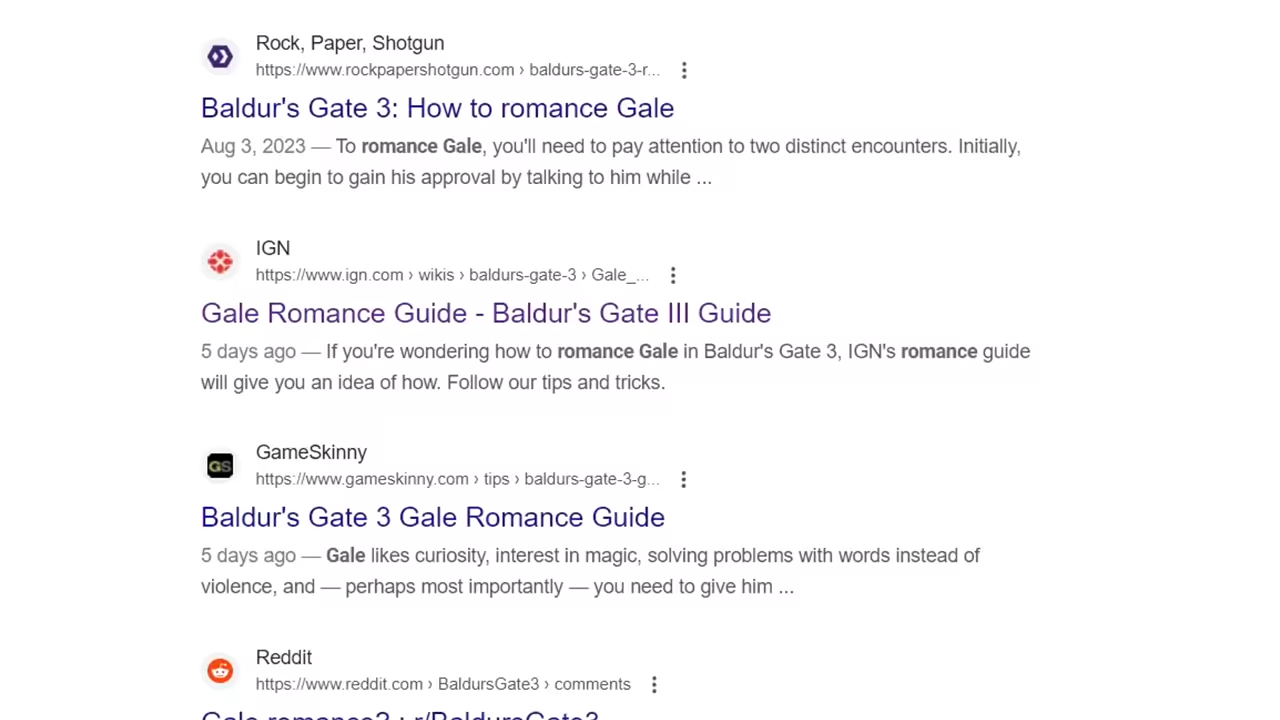 Rock, Paper, Shotgun
https://www.rockpapershotgun.com › baldurs-gate-3-r...
Baldur's Gate 3: How to romance Gale
Aug 3, 2023 — To romance Gale, you'll need to pay attention to two distinct encounters. Initially,
you can begin to gain his approval by talking to him while ...
IGN
https://www.ign.com › wikis › baldurs-gate-3 › Gale_...
Gale Romance Guide - Baldur's Gate III Guide
5 days ago — If you're wondering how to romance Gale in Baldur's Gate 3, IGN's romance guide
will give you an idea of how. Follow our tips and tricks.
GS
GameSkinny
https://www.gameskinny.com › tips › baldurs-gate-3-g...
Baldur's Gate 3 Gale Romance Guide
5 days ago — Gale likes curiosity, interest in magic, solving problems with words instead of
violence, and — perhaps most importantly — you need to give him ...
Reddit
https://www.reddit.com › BaldursGate3 › comments
Gale romance? : r/BaldursGate3